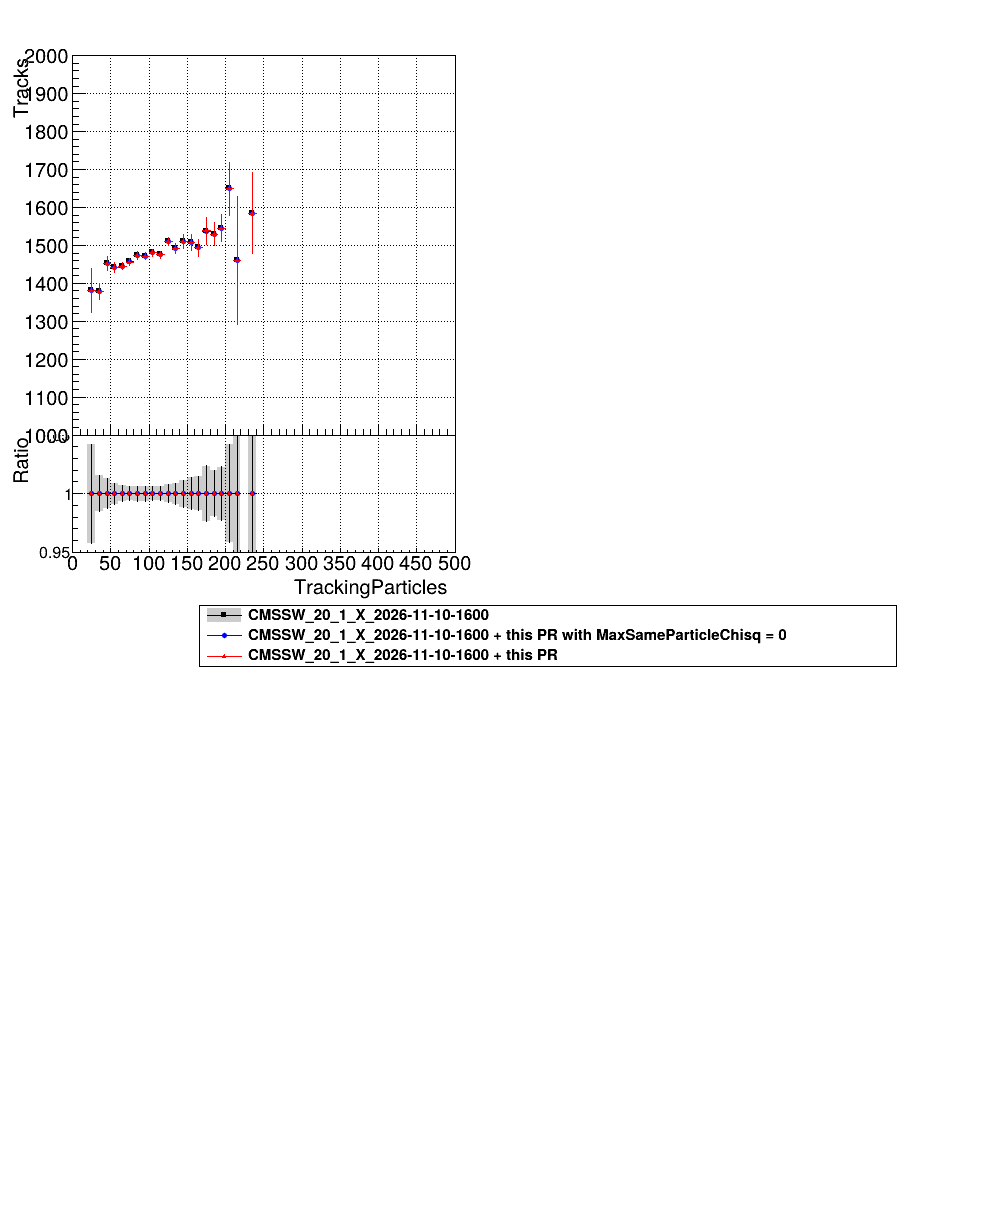 Tracks
2000
1900
1800
1700
1600
1500
1400
1300
1200
1100
1000
Ratio
1
0.95
0 50 100 150 200 250 300 350 400 450 500
TrackingParticles
CMSSW_20_1_X_2026-11-10-1600
CMSSW_20_1_X_2026-11-10-1600 + this PR with MaxSameParticleChisq = 0
CMSSW_20_1_X_2026-11-10-1600 + this PR